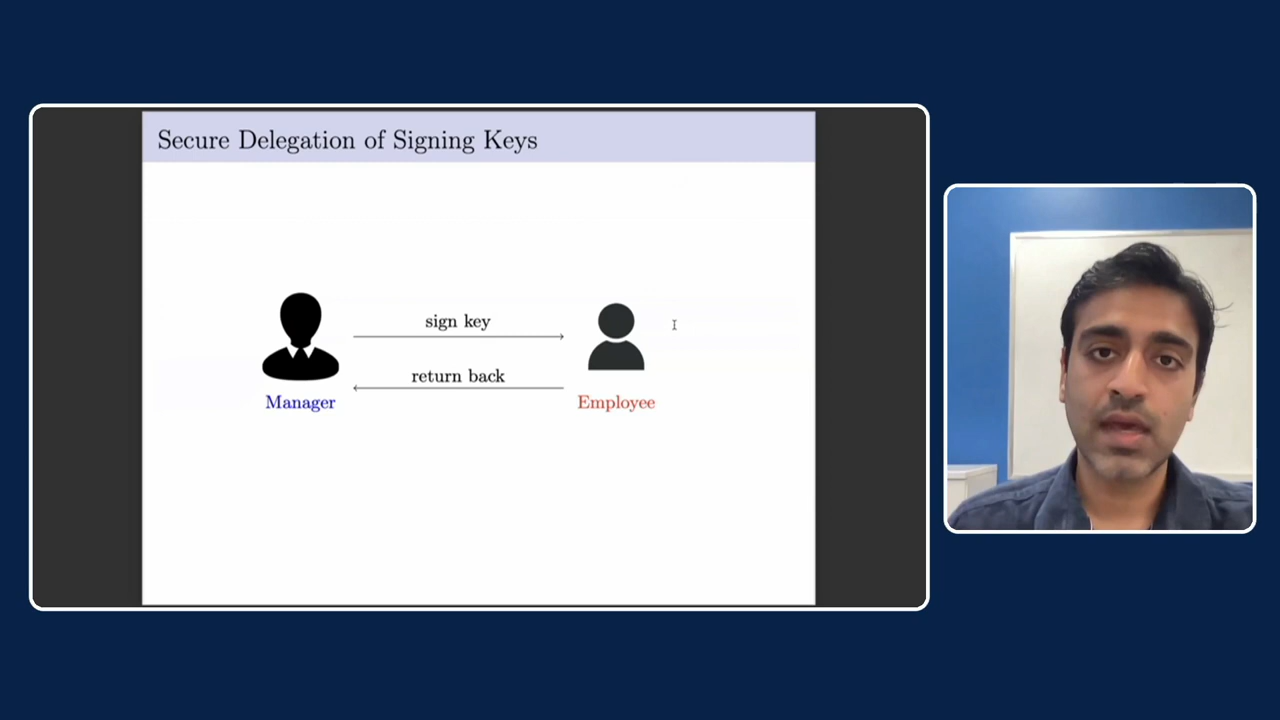 Secure Delegation of Signing Keys
sign key
return back
Manager
Employee